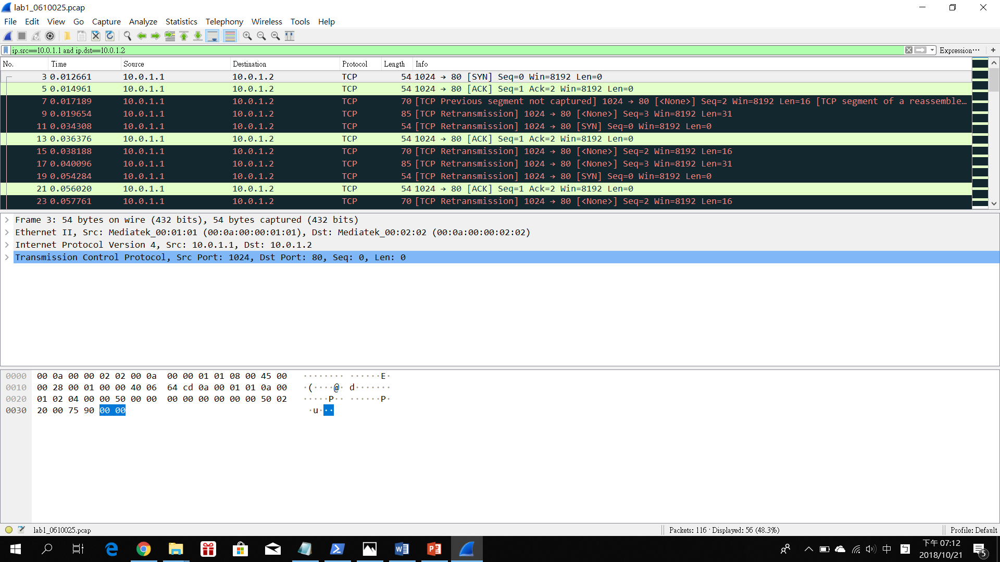 lab1_0610025.pcap
File Edit View Go Capture Analyze Statistics Telephony Wireless Tools Help
ip.src==10.0.1.1 and ip.dst==10.0.1.2 Expression… +
No. Time Source Destination Protocol Length Info
3 0.012661 10.0.1.1 10.0.1.2 TCP 54 1024 → 80 [SYN] Seq=0 Win=8192 Len=0
5 0.014961 10.0.1.1 10.0.1.2 TCP 54 1024 → 80 [ACK] Seq=1 Ack=2 Win=8192 Len=0
7 0.017189 10.0.1.1 10.0.1.2 TCP 70 [TCP Previous segment not captured] 1024 → 80 [<None>] Seq=2 Win=8192 Len=16 [TCP segment of a reassemble…
9 0.019654 10.0.1.1 10.0.1.2 TCP 85 [TCP Retransmission] 1024 → 80 [<None>] Seq=3 Win=8192 Len=31
11 0.034308 10.0.1.1 10.0.1.2 TCP 54 [TCP Retransmission] 1024 → 80 [SYN] Seq=0 Win=8192 Len=0
13 0.036376 10.0.1.1 10.0.1.2 TCP 54 1024 → 80 [ACK] Seq=1 Ack=2 Win=8192 Len=0
15 0.038188 10.0.1.1 10.0.1.2 TCP 70 [TCP Retransmission] 1024 → 80 [<None>] Seq=2 Win=8192 Len=16
17 0.040096 10.0.1.1 10.0.1.2 TCP 85 [TCP Retransmission] 1024 → 80 [<None>] Seq=3 Win=8192 Len=31
19 0.054284 10.0.1.1 10.0.1.2 TCP 54 [TCP Retransmission] 1024 → 80 [SYN] Seq=0 Win=8192 Len=0
21 0.056020 10.0.1.1 10.0.1.2 TCP 54 1024 → 80 [ACK] Seq=1 Ack=2 Win=8192 Len=0
23 0.057761 10.0.1.1 10.0.1.2 TCP 70 [TCP Retransmission] 1024 → 80 [<None>] Seq=2 Win=8192 Len=16
Frame 3: 54 bytes on wire (432 bits), 54 bytes captured (432 bits)
Ethernet II, Src: Mediatek_00:01:01 (00:0a:00:00:01:01), Dst: Mediatek_00:02:02 (00:0a:00:00:02:02)
Internet Protocol Version 4, Src: 10.0.1.1, Dst: 10.0.1.2
Transmission Control Protocol, Src Port: 1024, Dst Port: 80, Seq: 0, Len: 0
0000 00 0a 00 00 02 02 00 0a 00 00 01 01 08 00 45 00 ········ ······E·
0010 00 28 00 01 00 00 40 06 64 cd 0a 00 01 01 0a 00 ·(····@· d·······
0020 01 02 04 00 00 50 00 00 00 00 00 00 00 00 50 02 ·····P·· ······P·
0030 20 00 75 90 00 00 ·u···
lab1_0610025.pcap Packets: 116 · Displayed: 56 (48.3%) Profile: Default
中
下午 07:12
2018/10/21
5